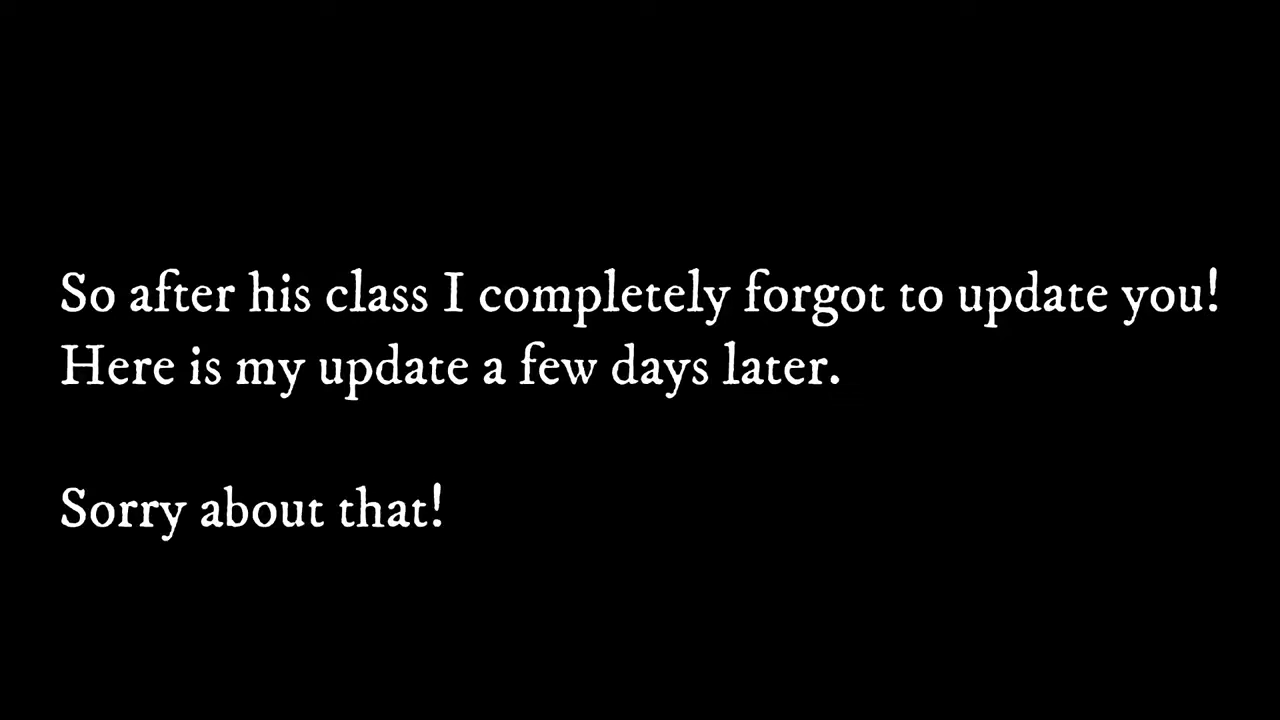 So after his class I completely forgot to update you!
Here is my update a few days later.
Sorry about that!